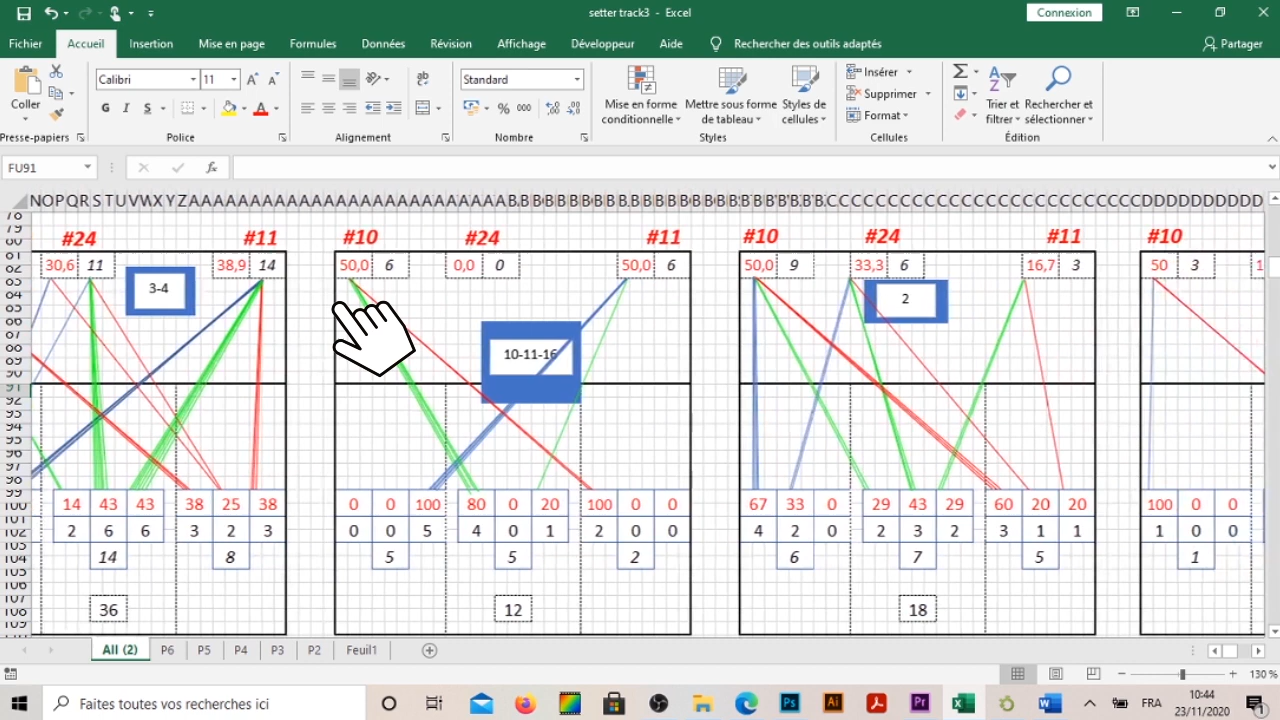 setter track3 - Excel
Connexion
Fichier Accueil Insertion Mise en page Formules Données Révision Affichage Développeur Aide Rechercher des outils adaptés Partager
Calibri 11 Standard
Insérer
Supprimer
Format
Coller
G I S
% 000
Mise en forme conditionnelle
Mettre sous forme de tableau
Styles de cellules
Trier et filtrer
Rechercher et sélectionner
Presse-papiers Police Alignement Nombre Styles Cellules Édition
FU91 fx
#24 #11 #10 #24 #11 #10 #24 #11 #10
30,6 11 38,9 14 50,0 6 0,0 0 50,0 6 50,0 9 33,3 6 16,7 3 50 3
3-4
10-11-16
2
14 43 43 38 25 38 0 0 100 80 0 20 100 0 0 67 33 0 29 43 29 60 20 20 100 0 0
2 6 6 3 2 3 0 0 5 4 0 1 2 0 0 4 2 0 2 3 2 3 1 1 1 0 0
14 8 5 5 2 6 7 5 1
36 12 18
All (2) P6 P5 P4 P3 P2 Feuil1
130 %
Faites toutes vos recherches ici
FRA
10:44
23/11/2020